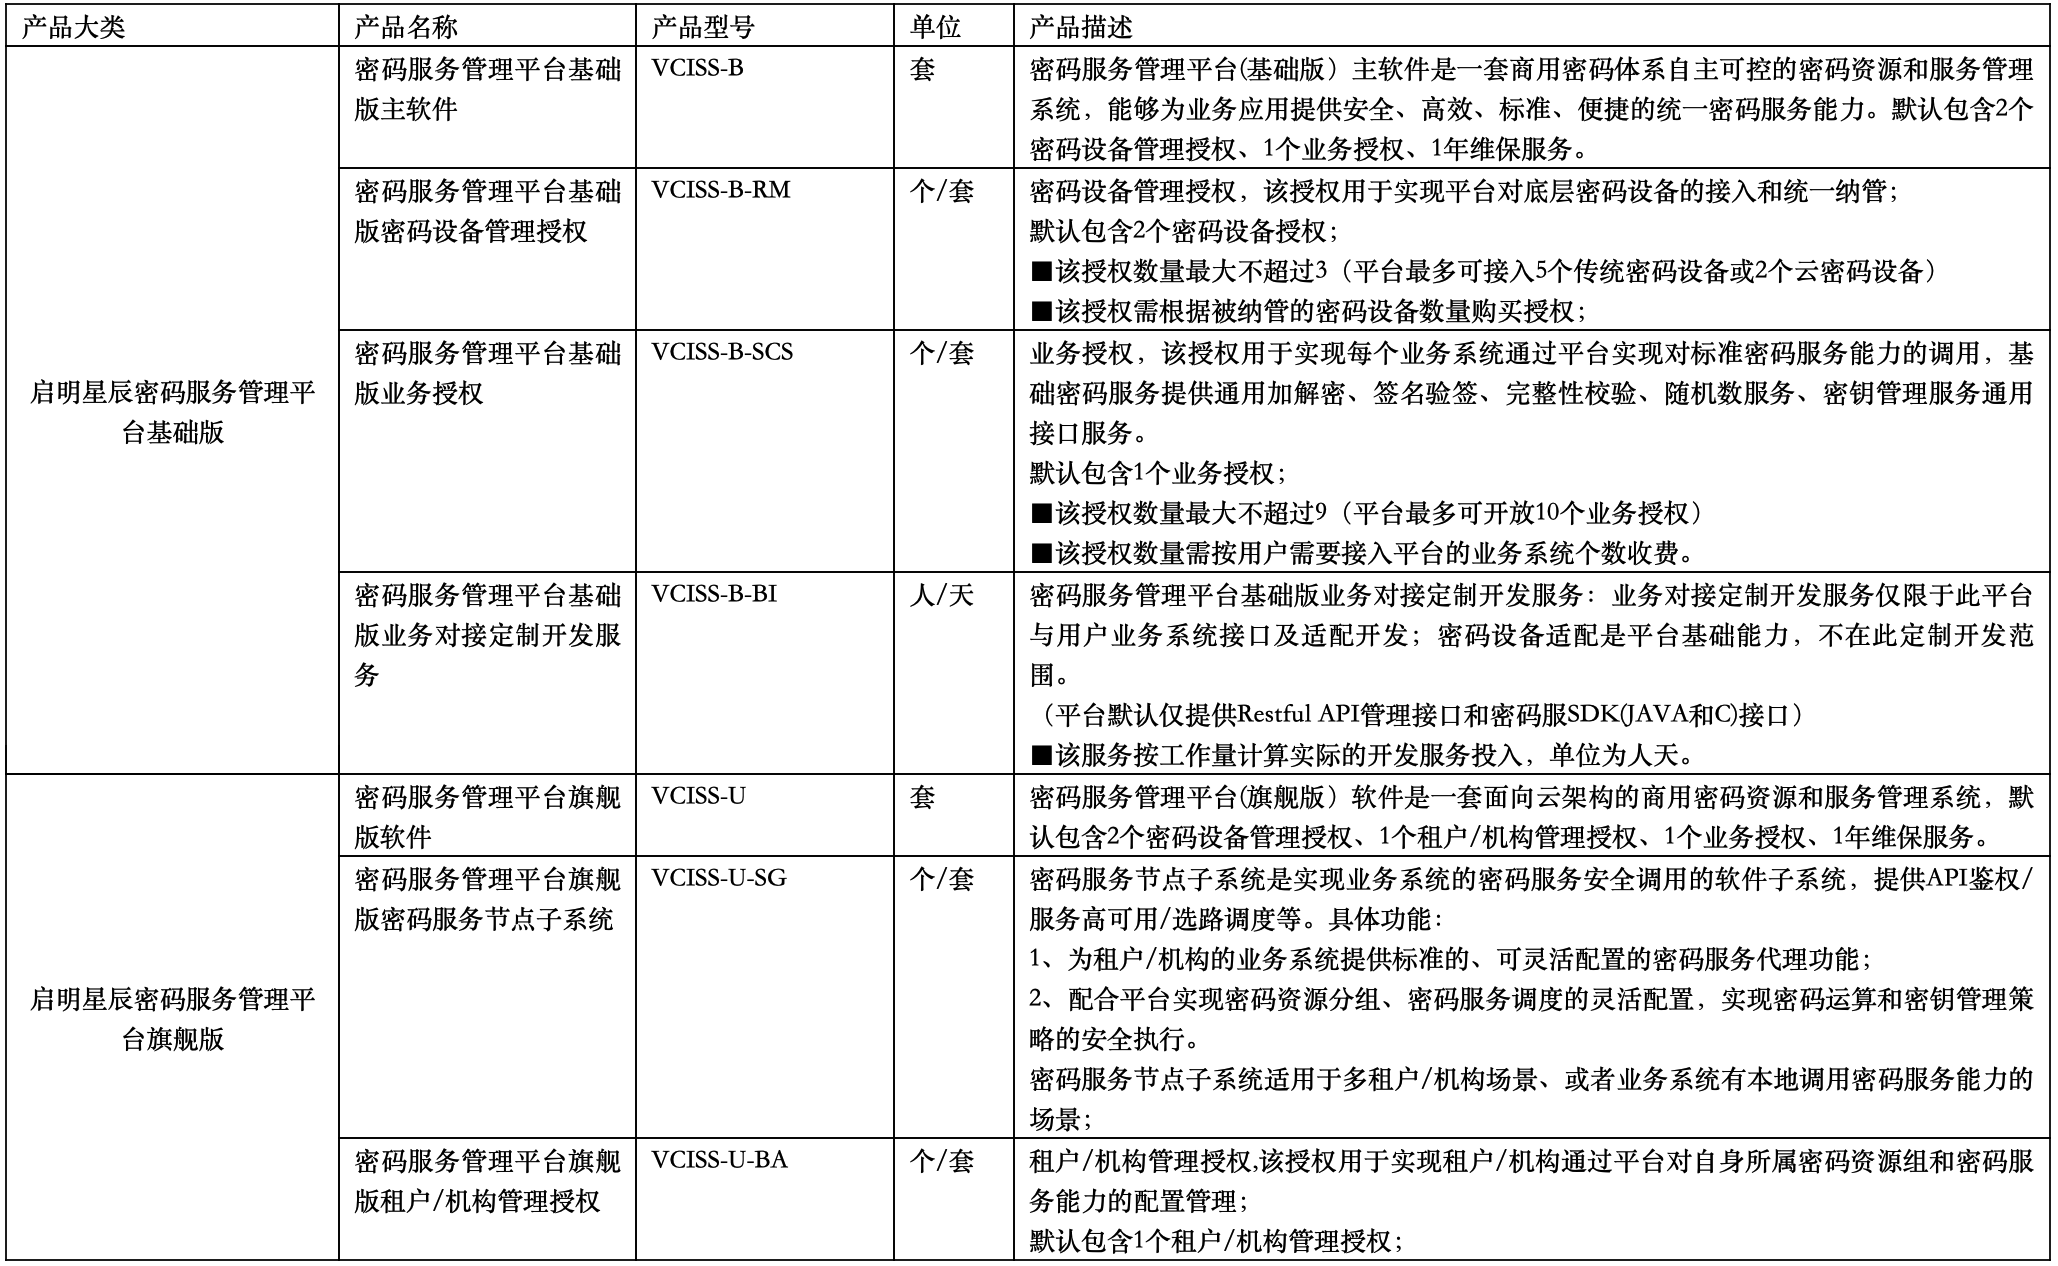 产品大类
产品名称
产品型号
单位
产品描述
启明星辰密码服务管理平
台基础版
密码服务管理平台基础
版主软件
VCISS-B
套
密码服务管理平台(基础版）主软件是一套商用密码体系自主可控的密码资源和服务管理
系统，能够为业务应用提供安全、高效、标准、便捷的统一密码服务能力。默认包含2个
密码设备管理授权、1个业务授权、1年维保服务。
密码服务管理平台基础
版密码设备管理授权
VCISS-B-RM
个/套
密码设备管理授权，该授权用于实现平台对底层密码设备的接入和统一纳管；
默认包含2个密码设备授权；
■该授权数量最大不超过3（平台最多可接入5个传统密码设备或2个云密码设备）
■该授权需根据被纳管的密码设备数量购买授权；
密码服务管理平台基础
版业务授权
VCISS-B-SCS
个/套
业务授权，该授权用于实现每个业务系统通过平台实现对标准密码服务能力的调用，基
础密码服务提供通用加解密、签名验签、完整性校验、随机数服务、密钥管理服务通用
接口服务。
默认包含1个业务授权；
■该授权数量最大不超过9（平台最多可开放10个业务授权）
■该授权数量需按用户需要接入平台的业务系统个数收费。
密码服务管理平台基础
版业务对接定制开发服
务
VCISS-B-BI
人/天
密码服务管理平台基础版业务对接定制开发服务：业务对接定制开发服务仅限于此平台
与用户业务系统接口及适配开发；密码设备适配是平台基础能力，不在此定制开发范
围。
（平台默认仅提供Restful API管理接口和密码服SDK(JAVA和C)接口）
■该服务按工作量计算实际的开发服务投入，单位为人天。
启明星辰密码服务管理平
台旗舰版
密码服务管理平台旗舰
版软件
VCISS-U
套
密码服务管理平台(旗舰版）软件是一套面向云架构的商用密码资源和服务管理系统，默
认包含2个密码设备管理授权、1个租户/机构管理授权、1个业务授权、1年维保服务。
密码服务管理平台旗舰
版密码服务节点子系统
VCISS-U-SG
个/套
密码服务节点子系统是实现业务系统的密码服务安全调用的软件子系统，提供API鉴权/
服务高可用/选路调度等。具体功能：
1、为租户/机构的业务系统提供标准的、可灵活配置的密码服务代理功能；
2、配合平台实现密码资源分组、密码服务调度的灵活配置，实现密码运算和密钥管理策
略的安全执行。
密码服务节点子系统适用于多租户/机构场景、或者业务系统有本地调用密码服务能力的
场景；
密码服务管理平台旗舰
版租户/机构管理授权
VCISS-U-BA
个/套
租户/机构管理授权,该授权用于实现租户/机构通过平台对自身所属密码资源组和密码服
务能力的配置管理；
默认包含1个租户/机构管理授权；